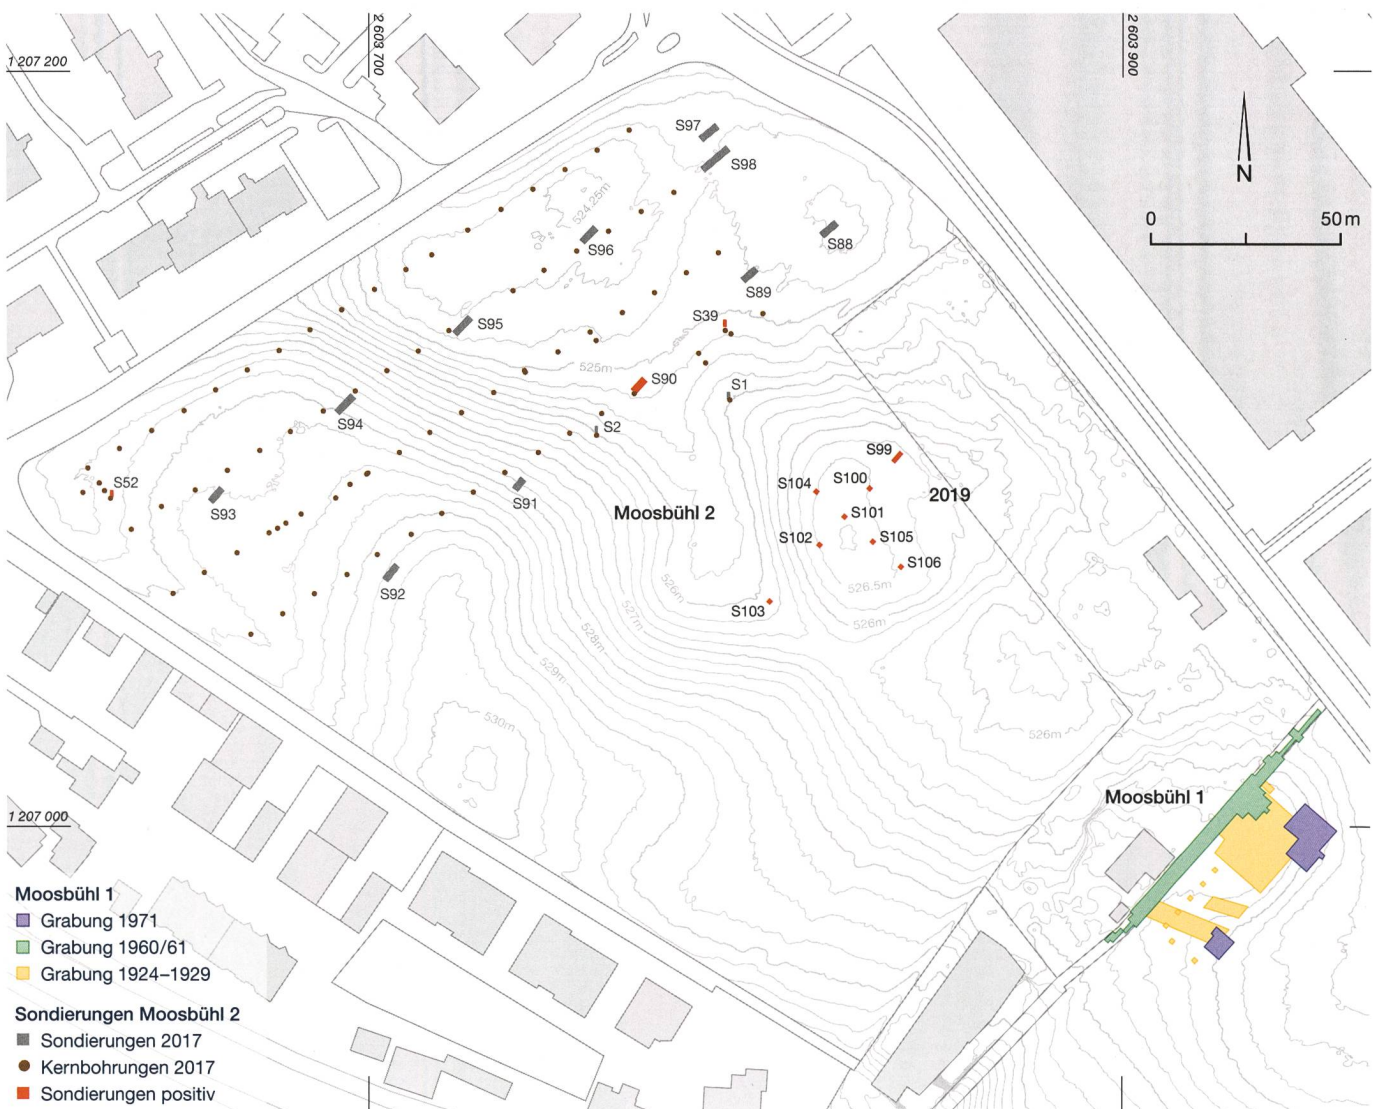 1 207 200
2 603 700
2 603 900
N
0 50 m
S97
S98
524.25m
S96
S88
S89
S95
S39
525m
S90
S1
S94
S2
S99
S52
S104
S100
2019
S93
S91
Moosbühl 2
S101
S102
S105
S106
S92
526m
526.5m
S103
527m
526m
528m
529m
530m
526m
Moosbühl 1
1 207 000
Moosbühl 1
Grabung 1971
Grabung 1960/61
Grabung 1924–1929
Sondierungen Moosbühl 2
Sondierungen 2017
Kernbohrungen 2017
Sondierungen positiv